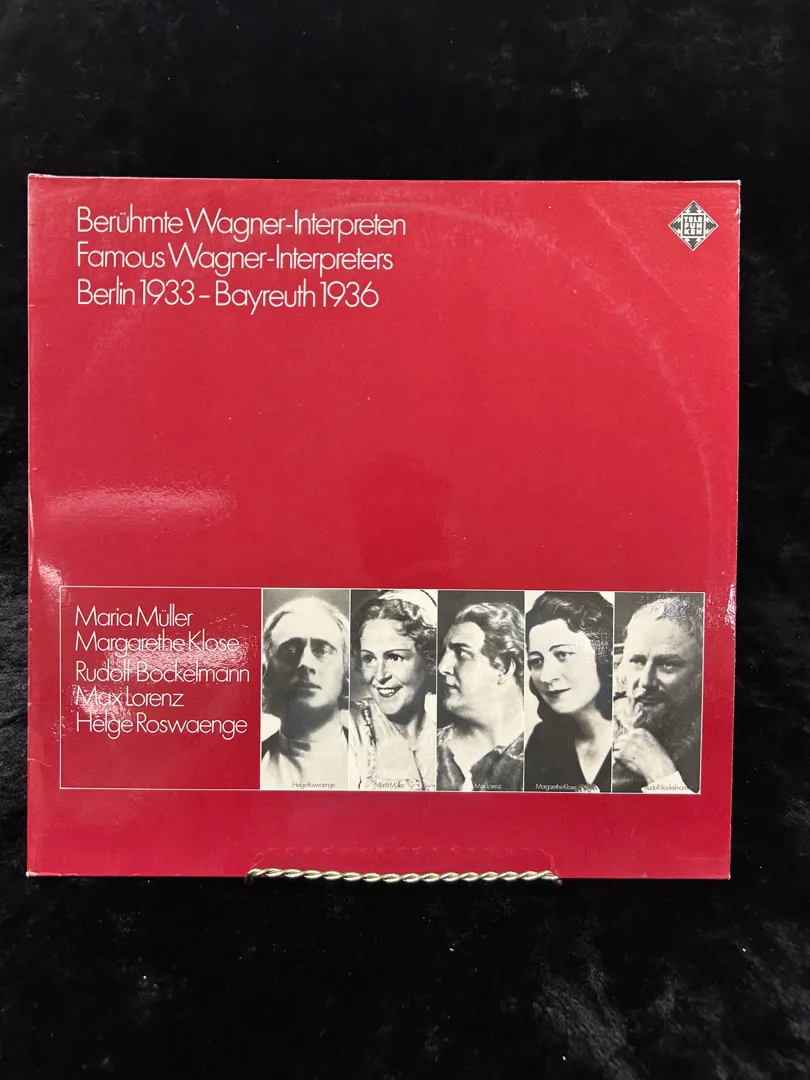 Berühmte Wagner-Interpreten
Famous Wagner-Interpreters
Berlin 1933 – Bayreuth 1936
TELE
FUN
KEN
Maria Müller
Margarethe Klose
Rudolf Bockelmann
Max Lorenz
Helge Roswaenge
Helge Roswaenge
Maria Müller
Max Lorenz
Margarethe Klose
Rudolf Bockelmann